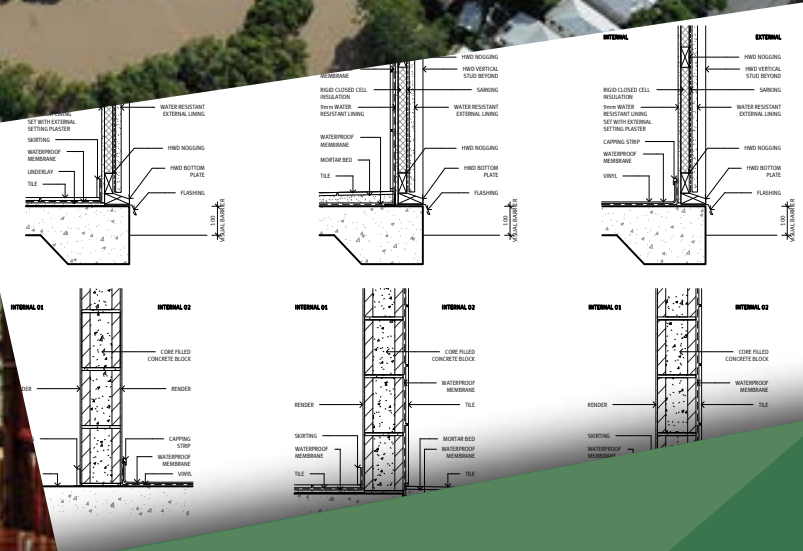 INTERNAL
EXTERNAL
MEMBRANE
RIGID CLOSED CELL
INSULATION
9mm WATER
RESISTANT LINING
WATERPROOF
MEMBRANE
MORTAR BED
TILE
HWD NOGGING
HWD VERTICAL
STUD BEYOND
SARKING
WATER RESISTANT
EXTERNAL LINING
HWD NOGGING
HWD BOTTOM
PLATE
FLASHING
100
VISUAL BARRIER
SET WITH EXTERNAL
SETTING PLASTER
SKIRTING
WATERPROOF
MEMBRANE
UNDERLAY
TILE
WATER RESISTANT
EXTERNAL LINING
HWD NOGGING
HWD BOTTOM
PLATE
FLASHING
100
VISUAL BARRIER
RIGID CLOSED CELL
INSULATION
9mm WATER
RESISTANT LINING
SET WITH EXTERNAL
SETTING PLASTER
CAPPING STRIP
WATERPROOF
MEMBRANE
VINYL
HWD NOGGING
HWD VERTICAL
STUD BEYOND
SARKING
WATER RESISTANT
EXTERNAL LINING
HWD NOGGING
HWD BOTTOM
PLATE
FLASHING
100
VISUAL BARRIER
INTERNAL 01
INTERNAL 02
CORE FILLED
CONCRETE BLOCK
RENDER
CAPPING
STRIP
WATERPROOF
MEMBRANE
VINYL
INTERNAL 01
INTERNAL 02
CORE FILLED
CONCRETE BLOCK
WATERPROOF
MEMBRANE
RENDER
TILE
SKIRTING
WATERPROOF
MEMBRANE
TILE
MORTAR BED
WATERPROOF
MEMBRANE
TILE
INTERNAL 01
INTERNAL 02
CORE FILLED
CONCRETE BLOCK
WATERPROOF
MEMBRANE
RENDER
TILE
SKIRTING
WATERPROOF
MEMBRANE